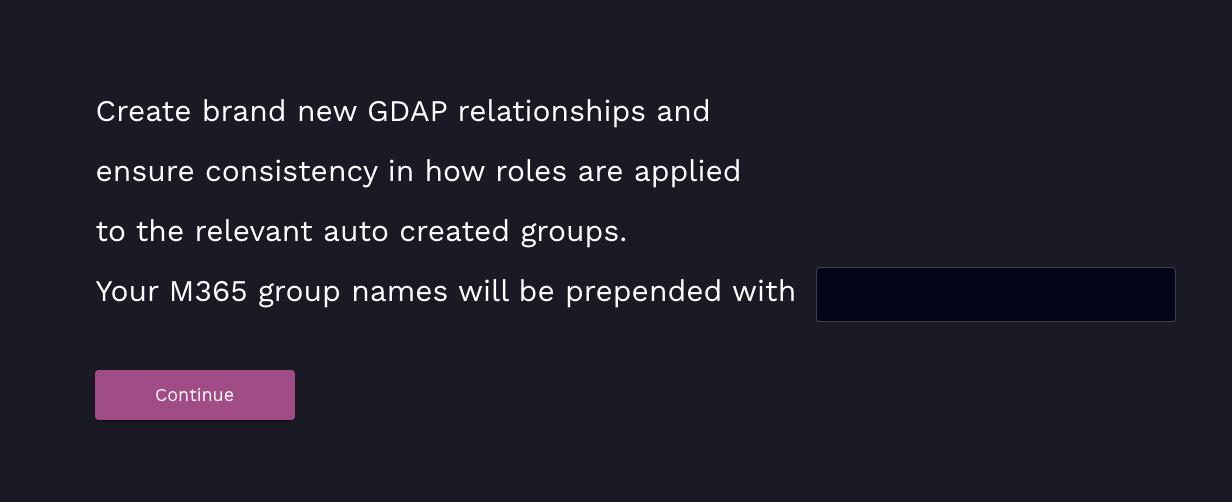 Create brand new GDAP relationships and
ensure consistency in how roles are applied
to the relevant auto created groups.
Your M365 group names will be prepended with
Continue